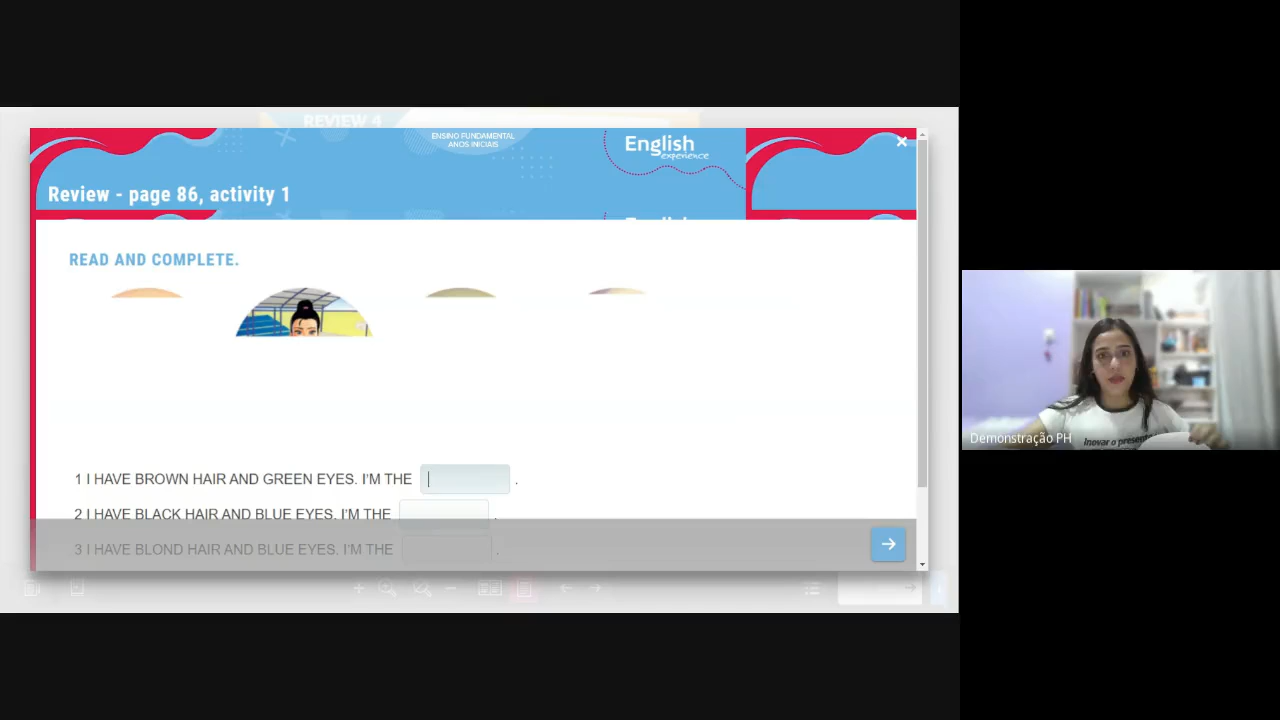 REVIEW 4
ENSINO FUNDAMENTAL
ANOS INICIAIS
English
experience
Review - page 86, activity 1
READ AND COMPLETE.
1 I HAVE BROWN HAIR AND GREEN EYES. I'M THE .
2 I HAVE BLACK HAIR AND BLUE EYES. I'M THE .
3 I HAVE BLOND HAIR AND BLUE EYES. I'M THE .
Demonstração PH
inovar o presente